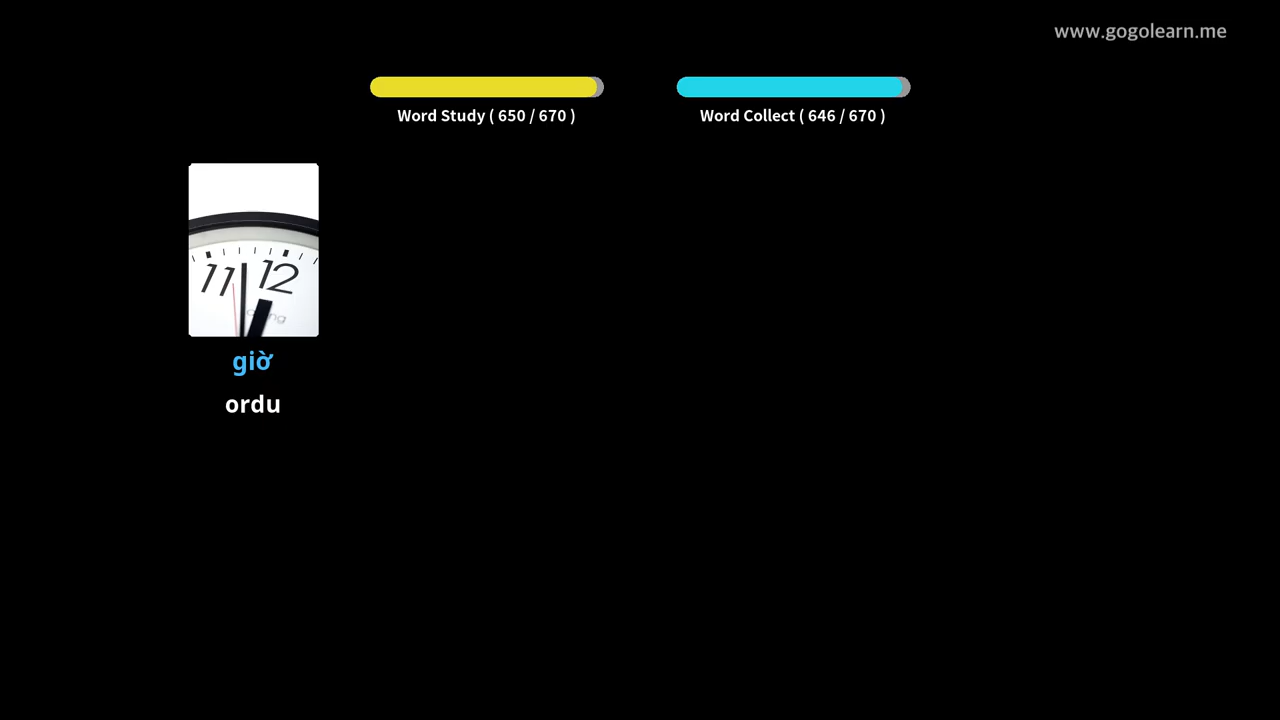 www.gogolearn.me
Word Study ( 650 / 670 )
Word Collect ( 646 / 670 )
11 12
giờ
ordu